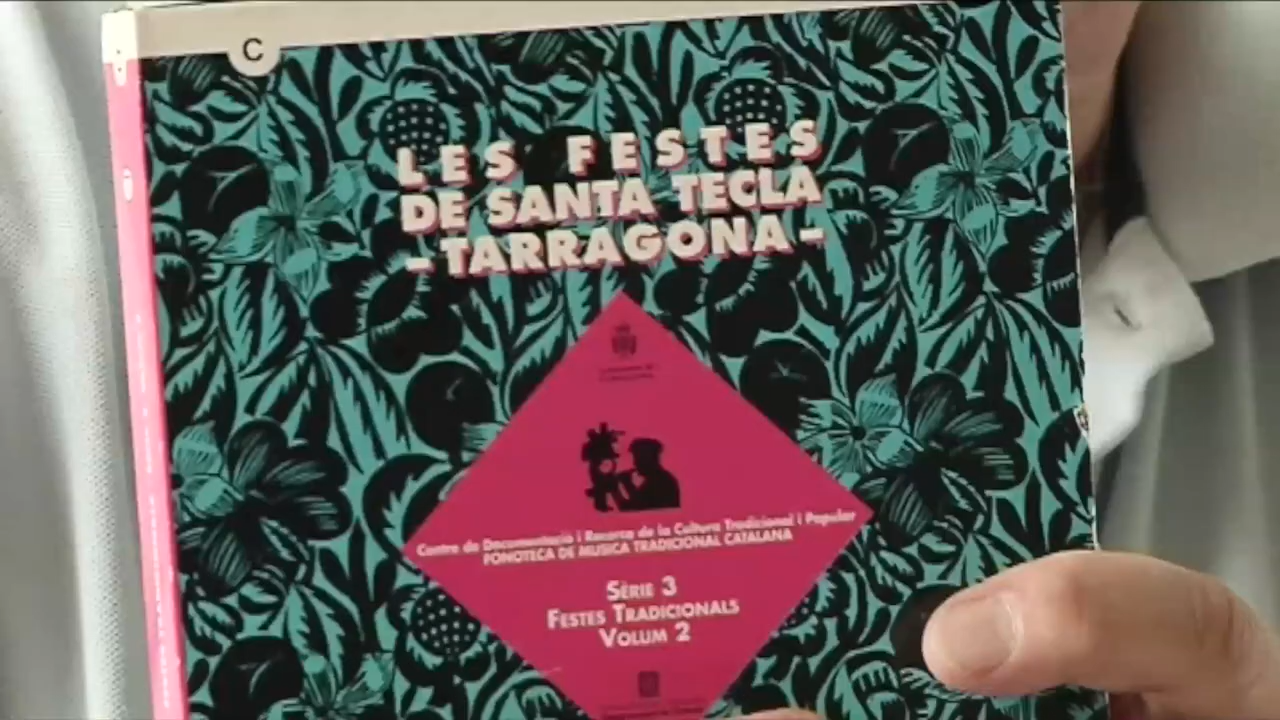 C
LES FESTES
DE SANTA TECLA
- TARRAGONA -
Centre de Documentació i Recerca de la Cultura Tradicional i Popular
FONOTECA DE MUSICA TRADICIONAL CATALANA
SÈRIE 3
FESTES TRADICIONALS
VOLUM 2